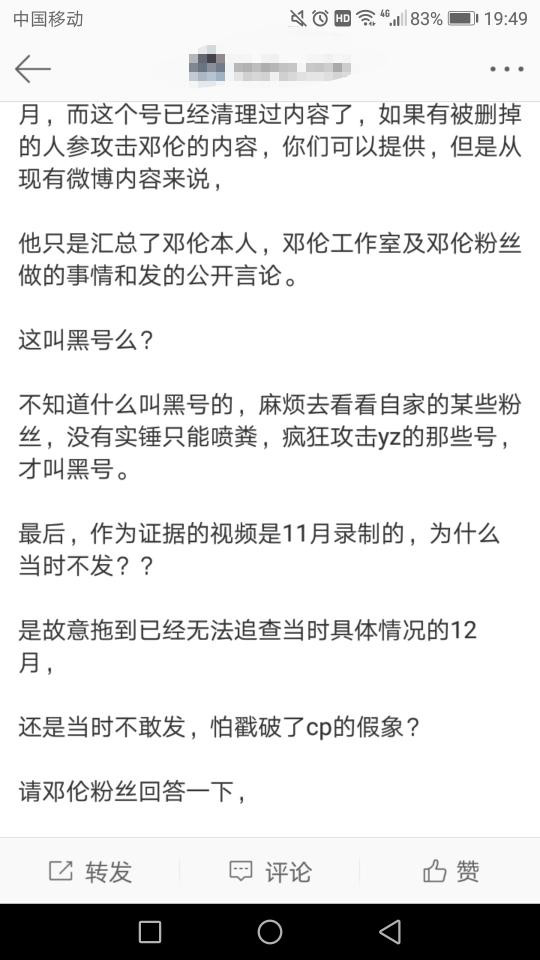 中国移动 HD 4G 83% 19:49
月，而这个号已经清理过内容了，如果有被删掉
的人参攻击邓伦的内容，你们可以提供，但是从
现有微博内容来说，
他只是汇总了邓伦本人，邓伦工作室及邓伦粉丝
做的事情和发的公开言论。
这叫黑号么？
不知道什么叫黑号的，麻烦去看看自家的某些粉
丝，没有实锤只能喷粪，疯狂攻击yz的那些号，
才叫黑号。
最后，作为证据的视频是11月录制的，为什么
当时不发？？
是故意拖到已经无法追查当时具体情况的12
月，
还是当时不敢发，怕戳破了cp的假象？
请邓伦粉丝回答一下，
转发 评论 赞